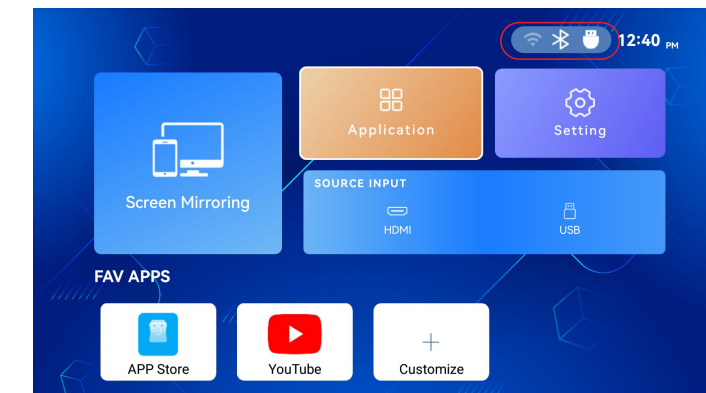 12:40 PM
Application
Setting
Screen Mirroring
SOURCE INPUT
HDMI
USB
FAV APPS
APP Store
YouTube
Customize